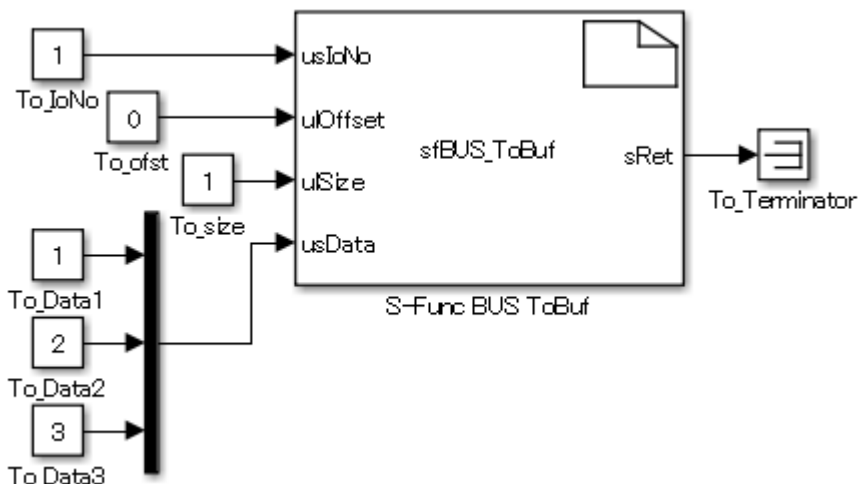 1
usIoNo
To_IoNo
0
ulOffset
To_ofst
sfBUS_ToBuf
sRet
1
ulSize
To_size
To_Terminator
usData
1
To_Data1
S-Func BUS ToBuf
2
To_Data2
3
To_Data3